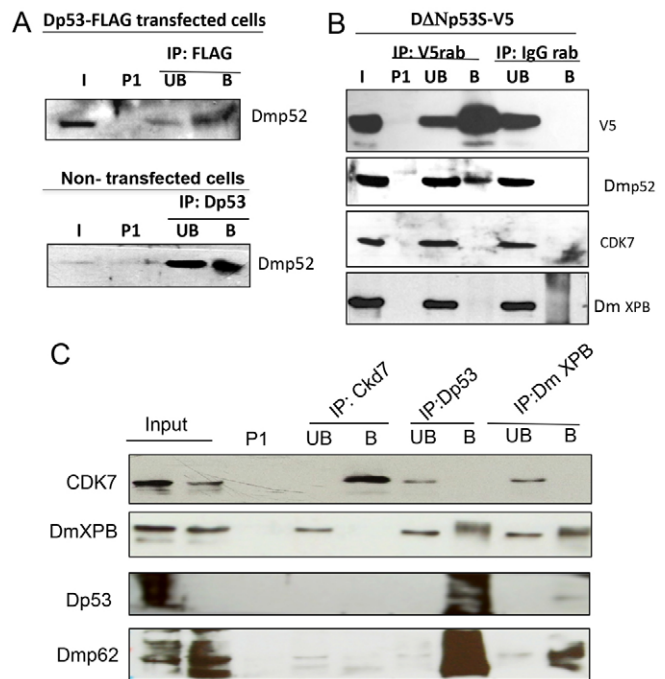 A
Dp53-FLAG transfected cells
IP: FLAG
I P1 UB B
Dmp52
Non- transfected cells
IP: Dp53
I P1 UB B
Dmp52
B
DΔNp53S-V5
IP: V5rab IP: IgG rab
I P1 UB B UB B
V5
Dmp52
CDK7
Dm XPB
C
Input P1 IP: Ckd7 IP:Dp53 IP:Dm XPB
UB B UB B UB B
CDK7
DmXPB
Dp53
Dmp62